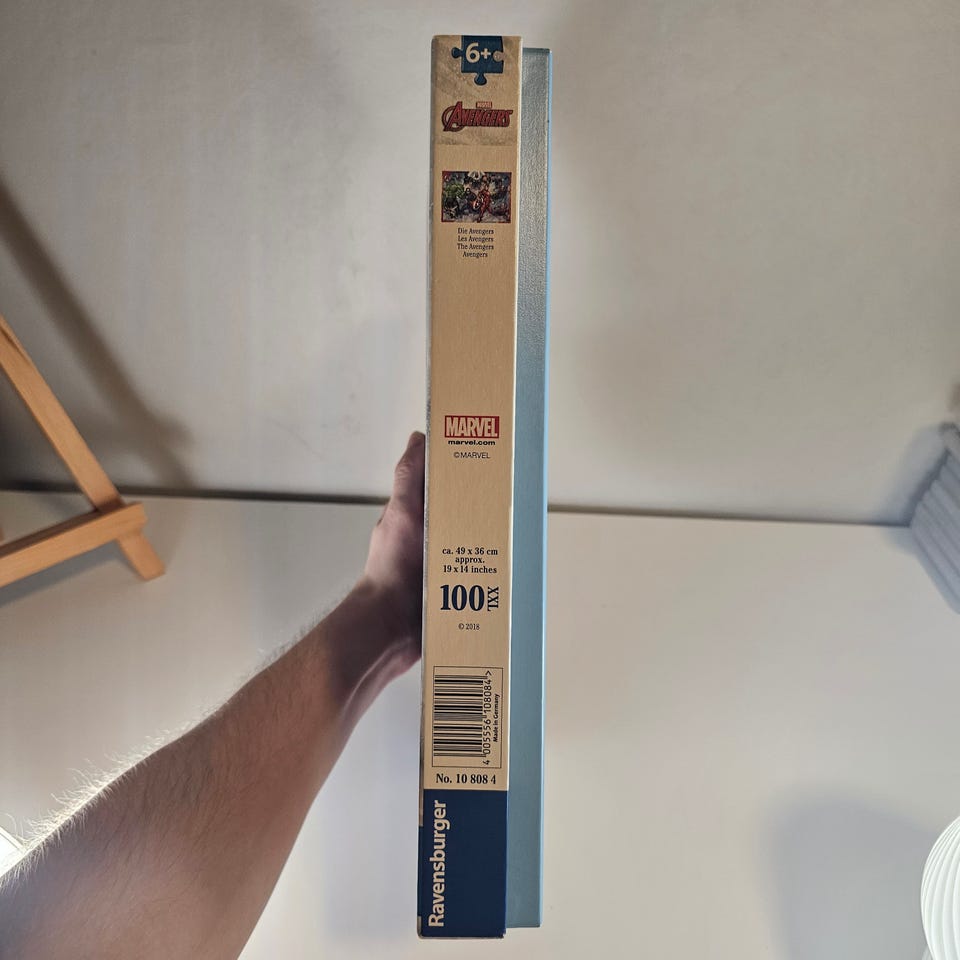 6+
MARVEL
AVENGERS
Die Avengers
Les Avengers
The Avengers
Avengers
MARVEL
marvel.com
© MARVEL
ca. 49 x 36 cm
approx.
19 x 14 inches
100 XXL
© 2018
4 005556 108084 >
Made in Germany
No. 10 808 4
Ravensburger